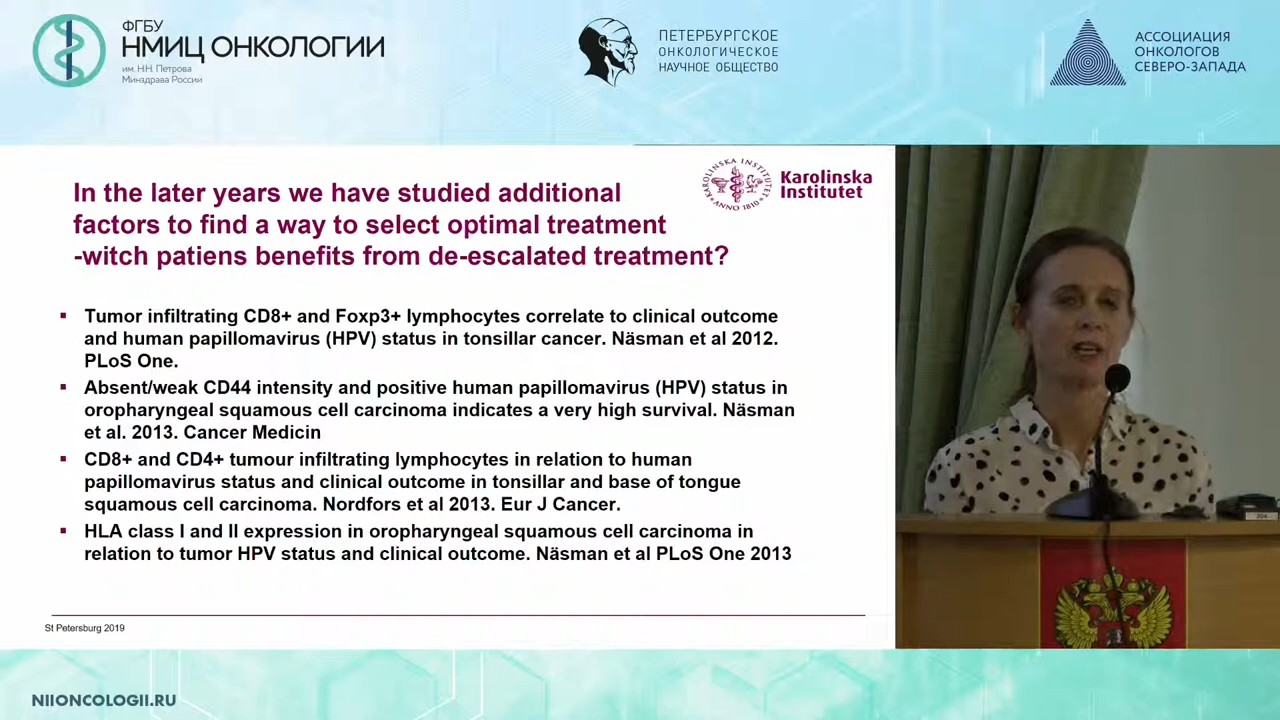 ФГБУ
НМИЦ ОНКОЛОГИИ
им. Н.Н. Петрова
Минздрава России
ПЕТЕРБУРГСКОЕ
ОНКОЛОГИЧЕСКОЕ
НАУЧНОЕ ОБЩЕСТВО
АССОЦИАЦИЯ
ОНКОЛОГОВ
СЕВЕРО-ЗАПАДА
In the later years we have studied additional
factors to find a way to select optimal treatment
-witch patiens benefits from de-escalated treatment?
KAROLINSKA INSTITUTET
ANNO 1810
Karolinska
Institutet
▪ Tumor infiltrating CD8+ and Foxp3+ lymphocytes correlate to clinical outcome
and human papillomavirus (HPV) status in tonsillar cancer. Näsman et al 2012.
PLoS One.
▪ Absent/weak CD44 intensity and positive human papillomavirus (HPV) status in
oropharyngeal squamous cell carcinoma indicates a very high survival. Näsman
et al. 2013. Cancer Medicin
▪ CD8+ and CD4+ tumour infiltrating lymphocytes in relation to human
papillomavirus status and clinical outcome in tonsillar and base of tongue
squamous cell carcinoma. Nordfors et al 2013. Eur J Cancer.
▪ HLA class I and II expression in oropharyngeal squamous cell carcinoma in
relation to tumor HPV status and clinical outcome. Näsman et al PLoS One 2013
St Petersburg 2019
NIIONCOLOGII.RU